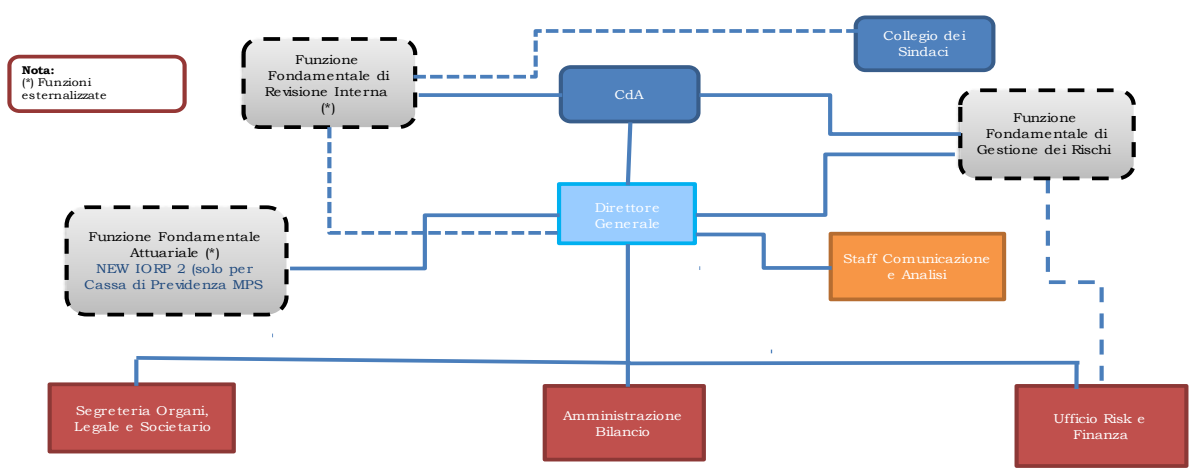 Collegio dei
Sindaci
Funzione
Fondamentale di
Revisione Interna
(*)
Nota:
(*) Funzioni
esternalizzate
CdA
Funzione
Fondamentale di
Gestione dei Rischi
Direttore
Generale
Funzione Fondamentale
Attuariale (*)
NEW IORP 2 (solo per
Cassa di Previdenza MPS
Staff Comunicazione
e Analisi
Segreteria Organi,
Legale e Societario
Amministrazione
Bilancio
Ufficio Risk e
Finanza